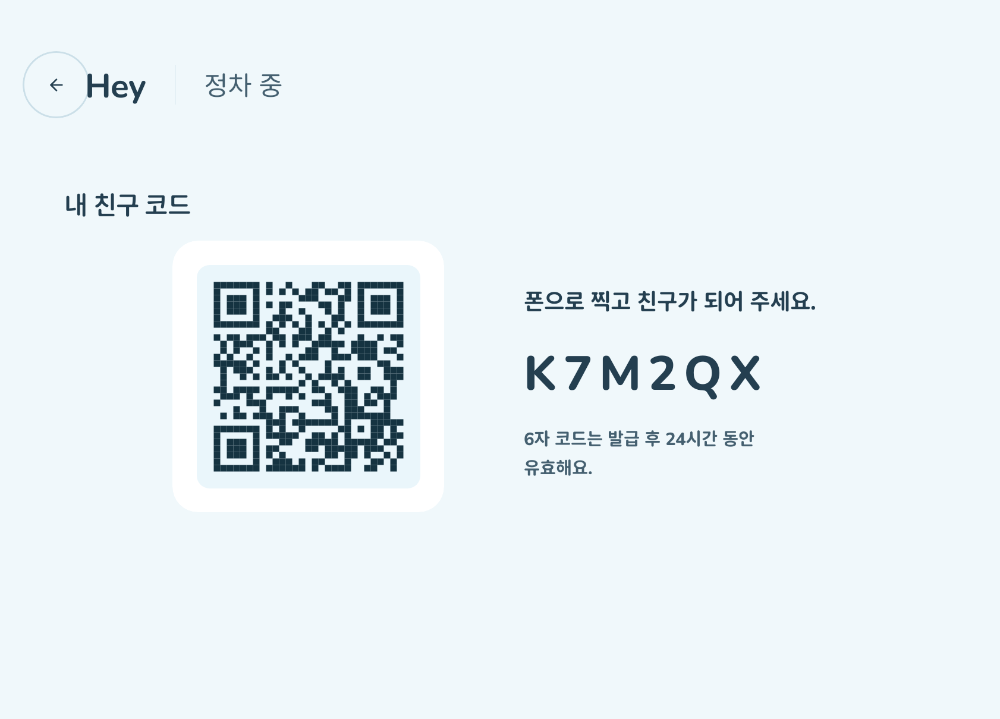 Hey
정차 중
내 친구 코드
폰으로 찍고 친구가 되어 주세요.
K7M2QX
6자 코드는 발급 후 24시간 동안
유효해요.